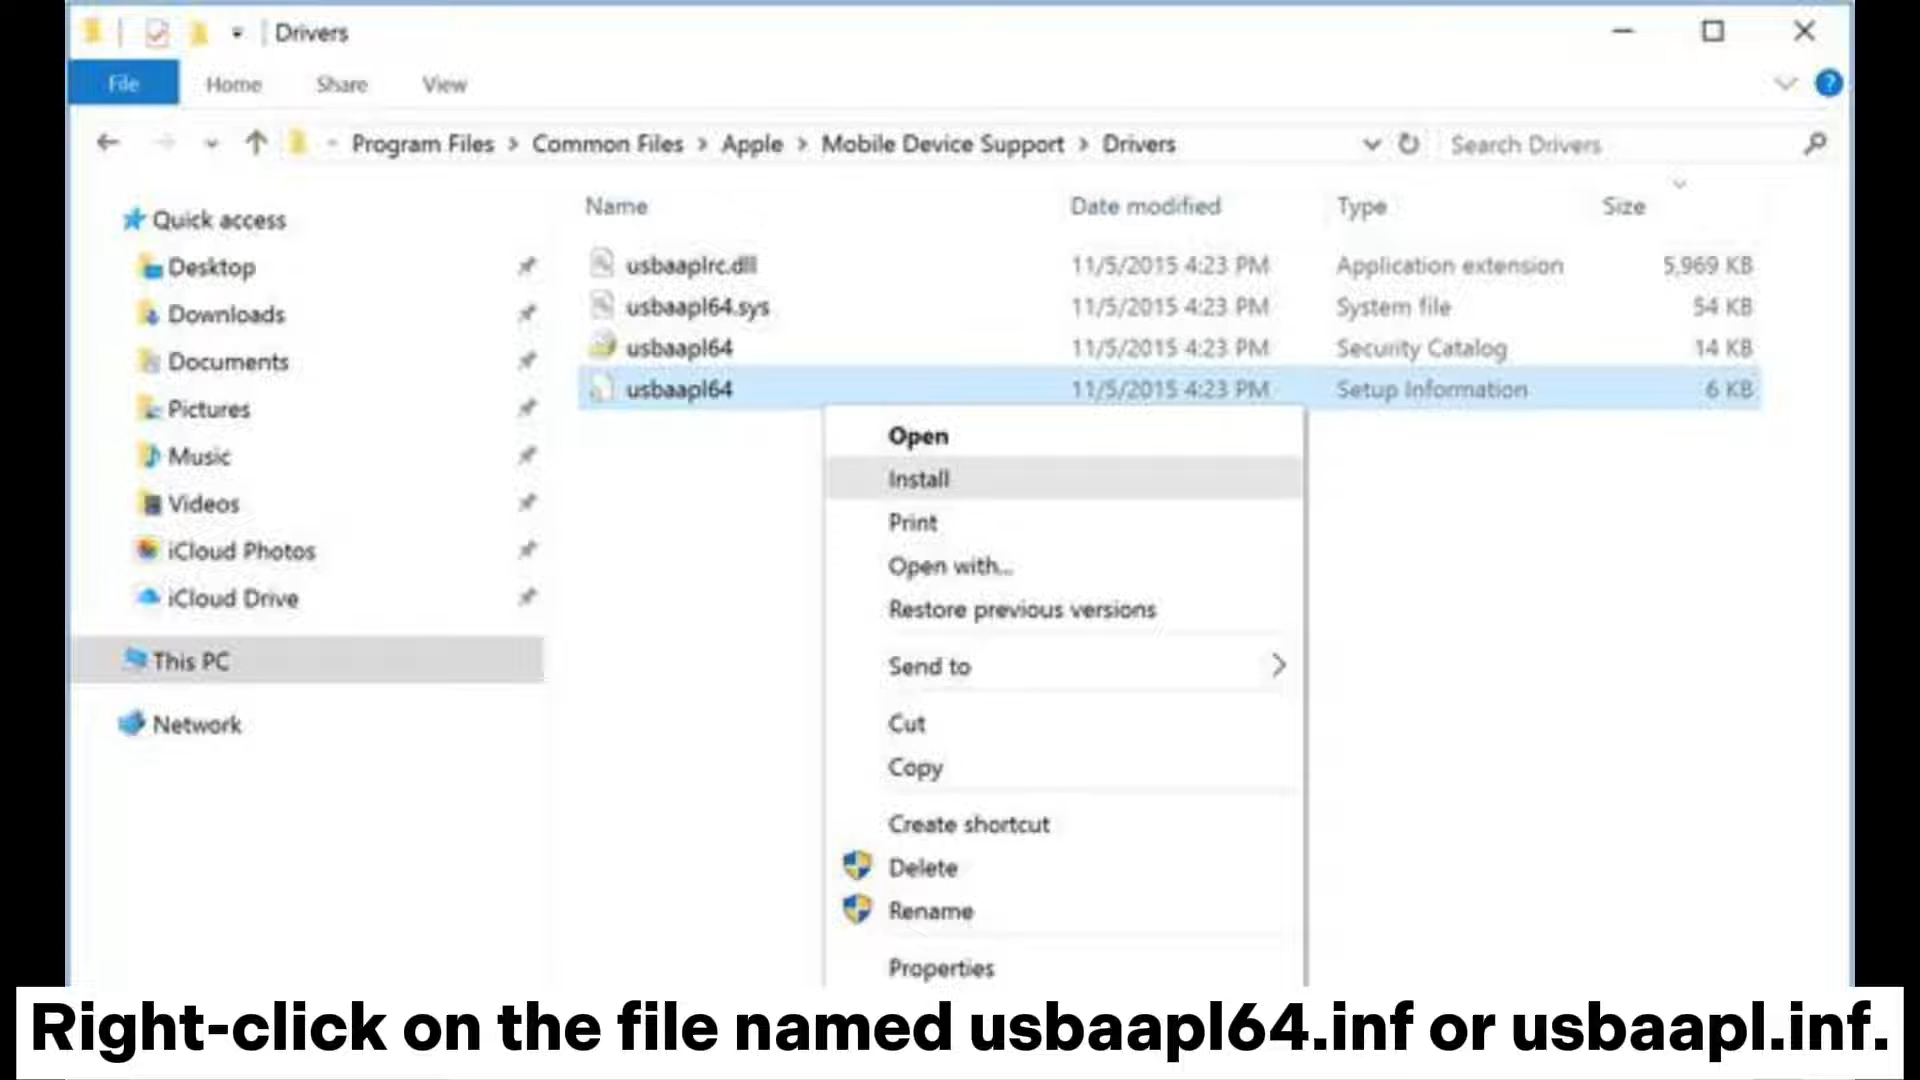 Drivers
File Home Share View
Program Files > Common Files > Apple > Mobile Device Support > Drivers
Search Drivers
Name Date modified Type Size
Quick access
Desktop
Downloads
Documents
Pictures
Music
Videos
iCloud Photos
iCloud Drive
This PC
Network
usbaaplrc.dll 11/5/2015 4:23 PM Application extension 5,969 KB
usbaapl64.sys 11/5/2015 4:23 PM System file 54 KB
usbaapl64 11/5/2015 4:23 PM Security Catalog 14 KB
usbaapl64 11/5/2015 4:23 PM Setup Information 6 KB
Open
Install
Print
Open with...
Restore previous versions
Send to
Cut
Copy
Create shortcut
Delete
Rename
Properties
Right-click on the file named usbaapl64.inf or usbaapl.inf.